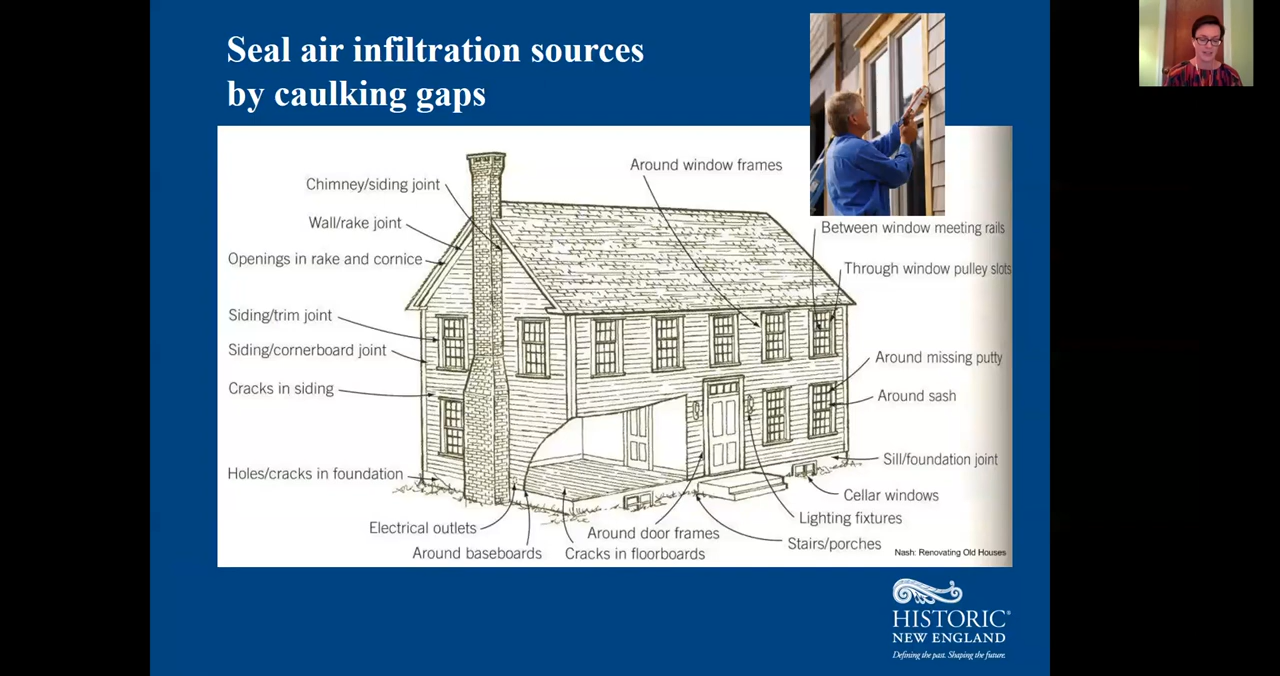 Seal air infiltration sources
by caulking gaps
Around window frames
Chimney/siding joint
Wall/rake joint
Between window meeting rails
Openings in rake and cornice
Through window pulley slots
Siding/trim joint
Siding/cornerboard joint
Around missing putty
Cracks in siding
Around sash
Sill/foundation joint
Holes/cracks in foundation
Cellar windows
Lighting fixtures
Electrical outlets
Around door frames
Stairs/porches
Around baseboards
Cracks in floorboards
Nash: Renovating Old Houses
HISTORIC®
NEW ENGLAND
Defining the past. Shaping the future.